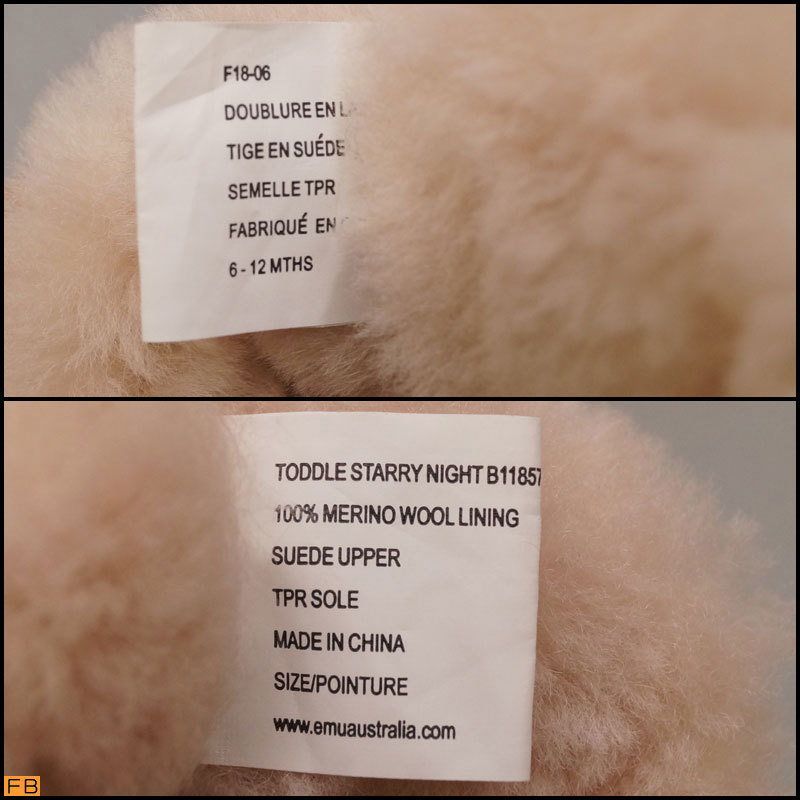 F18-06
DOUBLURE EN
TIGE EN SUÉDE
SEMELLE TPR
FABRIQUÉ EN
6 - 12 MTHS
TODDLE STARRY NIGHT B11857
100% MERINO WOOL LINING
SUEDE UPPER
TPR SOLE
MADE IN CHINA
SIZE/POINTURE
www.emuaustralia.com
FB